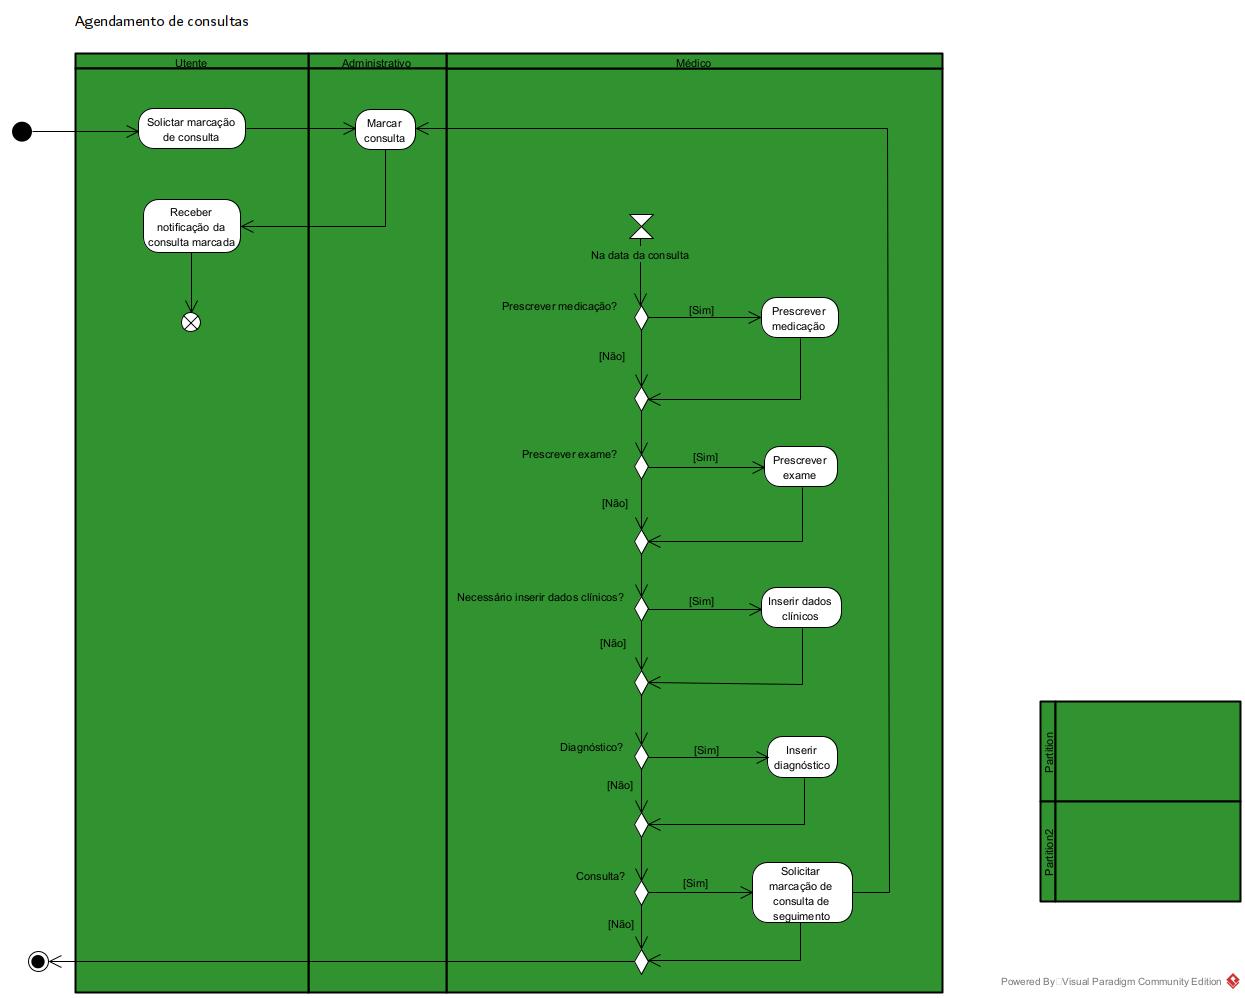 Agendamento de consultas
Utente
Administrativo
Médico
Solictar marcação
de consulta
Marcar
consulta
Receber
notificação da
consulta marcada
Na data da consulta
Prescrever medicação?
[Sim]
Prescrever
medicação
[Não]
Prescrever exame?
[Sim]
Prescrever
exame
[Não]
Necessário inserir dados clínicos?
[Sim]
Inserir dados
clínicos
[Não]
Diagnóstico?
[Sim]
Inserir
diagnóstico
[Não]
Consulta?
[Sim]
Solicitar
marcação de
consulta de
seguimento
[Não]
Partition
Partition2
Powered By Visual Paradigm Community Edition